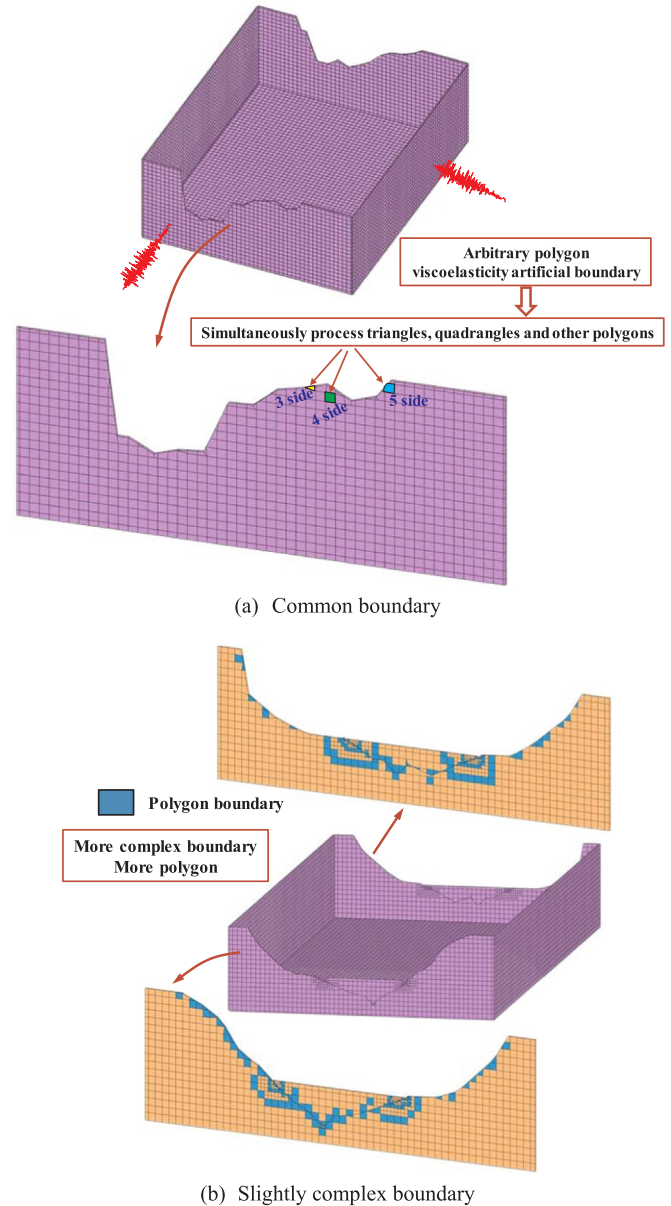 Arbitrary polygon
viscoelasticity artificial boundary
Simultaneously process triangles, quadrangles and other polygons
3 side
4 side
5 side
(a) Common boundary
Polygon boundary
More complex boundary
More polygon
(b) Slightly complex boundary